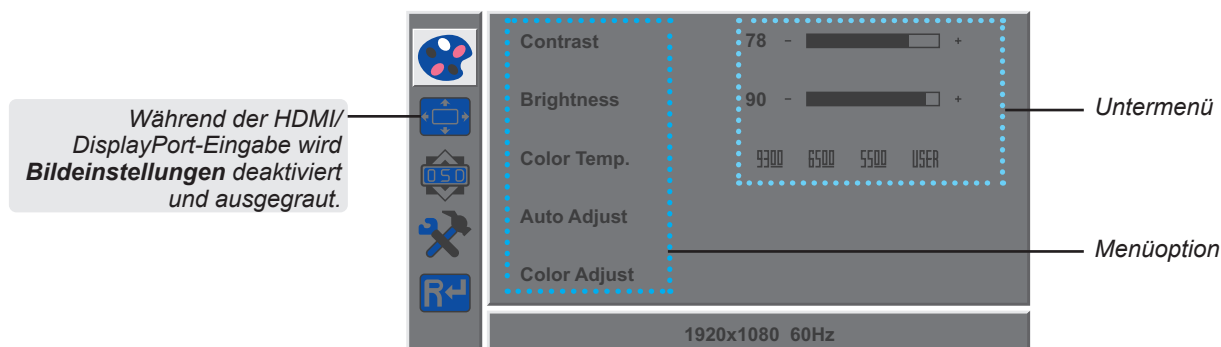 Während der HDMI/
DisplayPort-Eingabe wird
Bildeinstellungen deaktiviert
und ausgegraut.
OSD
R
Contrast 78 - +
Brightness 90 - +
Color Temp. 9300 6500 5500 USER
Auto Adjust
Color Adjust
1920x1080 60Hz
Untermenü
Menüoption